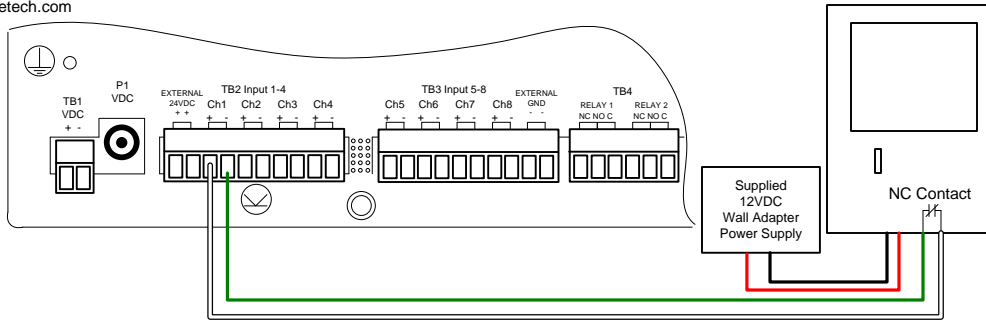 etech.com
P1
VDC
TB1
VDC
+ -
EXTERNAL
24VDC
+ +
TB2 Input 1-4
Ch1 Ch2 Ch3 Ch4
+ - + - + - + -
TB3 Input 5-8
Ch5 Ch6 Ch7 Ch8
+ - + - + - + -
EXTERNAL
GND
- -
TB4
RELAY 1 RELAY 2
NC NO C NC NO C
Supplied
12VDC
Wall Adapter
Power Supply
NC Contact